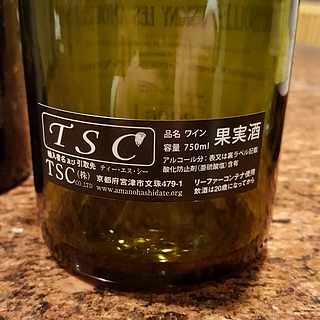 TSC
輸入者名及び引取先 ティー・エス・シー
TSC(株)
CO.,LTD 京都府宮津市文珠479-1
www.amanohashidate.org
品名 ワイン 果実酒
容量 750ml
アルコール分：表又は裏ラベル記載
酸化防止剤(亜硫酸塩)含有
リーファーコンテナ使用
飲酒は20歳になってから